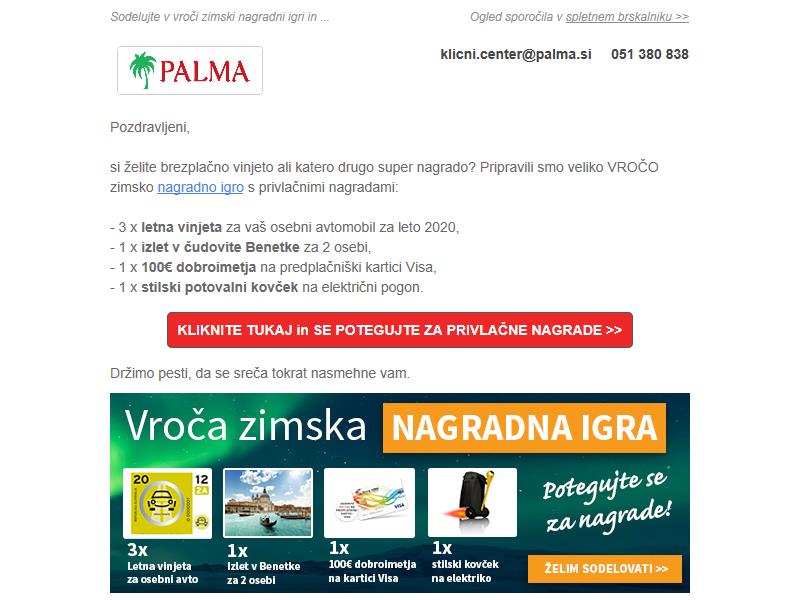 Sodelujte v vroči zimski nagradni igri in ...
Ogled sporočila v spletnem brskalniku >>
PALMA
klicni.center@palma.si 051 380 838
Pozdravljeni,
si želite brezplačno vinjeto ali katero drugo super nagrado? Pripravili smo veliko VROČO
zimsko nagradno igro s privlačnimi nagradami:
- 3 x letna vinjeta za vaš osebni avtomobil za leto 2020,
- 1 x izlet v čudovite Benetke za 2 osebi,
- 1 x 100€ dobroimetja na predplačniški kartici Visa,
- 1 x stilski potovalni kovček na električni pogon.
KLIKNITE TUKAJ in SE POTEGUJTE ZA PRIVLAČNE NAGRADE >>
Držimo pesti, da se sreča tokrat nasmehne vam.
Vroča zimska NAGRADNA IGRA
20 12
ZA
VISA
Potegujte se
za nagrade!
3x
Letna vinjeta
za osebni avto
1x
Izlet v Benetke
za 2 osebi
1x
100€ dobroimetja
na kartici Visa
1x
stilski kovček
na elektriko
ŽELIM SODELOVATI >>